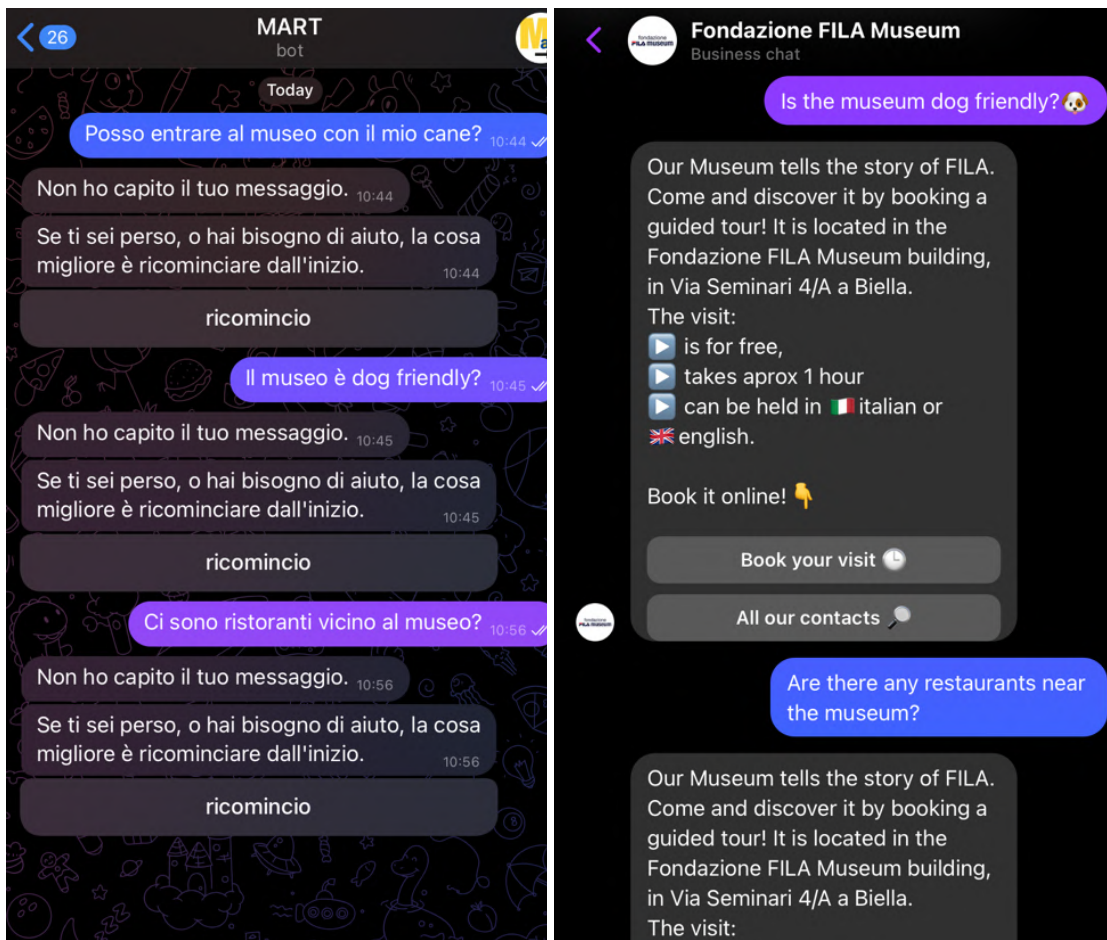 26
MART
bot
Today
Posso entrare al museo con il mio cane? 10:44
Non ho capito il tuo messaggio. 10:44
Se ti sei perso, o hai bisogno di aiuto, la cosa
migliore è ricominciare dall'inizio. 10:44
ricomincio
Il museo è dog friendly? 10:45
Non ho capito il tuo messaggio. 10:45
Se ti sei perso, o hai bisogno di aiuto, la cosa
migliore è ricominciare dall'inizio. 10:45
ricomincio
Ci sono ristoranti vicino al museo? 10:56
Non ho capito il tuo messaggio. 10:56
Se ti sei perso, o hai bisogno di aiuto, la cosa
migliore è ricominciare dall'inizio. 10:56
ricomincio
fondazione
FILA MUSEUM
Fondazione FILA Museum
Business chat
Is the museum dog friendly?🐶
Our Museum tells the story of FILA.
Come and discover it by booking a
guided tour! It is located in the
Fondazione FILA Museum building,
in Via Seminari 4/A a Biella.
The visit:
▶️ is for free,
▶️ takes aprox 1 hour
▶️ can be held in 🇮🇹italian or
🇬🇧english.
Book it online! 👇
Book your visit 🕒
All our contacts 🔎
Are there any restaurants near
the museum?
Our Museum tells the story of FILA.
Come and discover it by booking a
guided tour! It is located in the
Fondazione FILA Museum building,
in Via Seminari 4/A a Biella.
The visit: